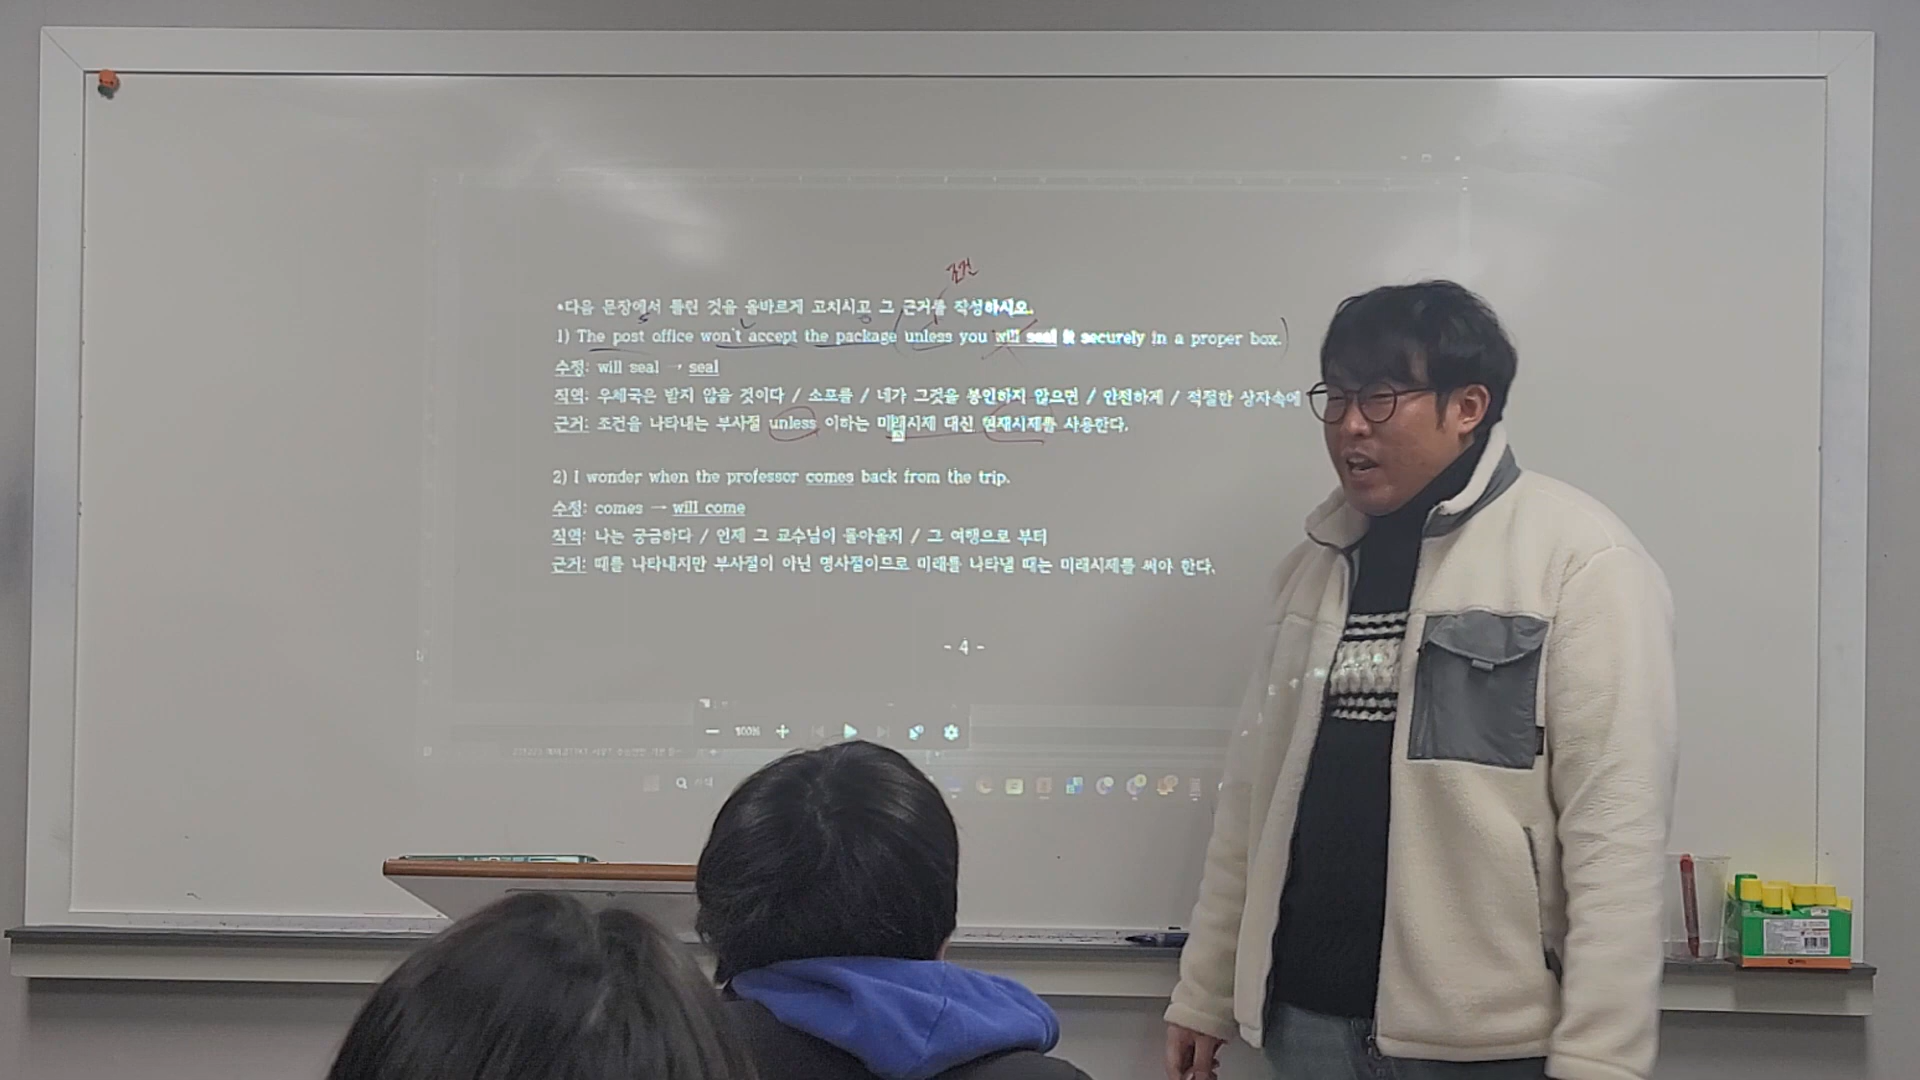 조건
*다음 문장에서 틀린 것을 올바르게 고치시고 그 근거를 작성하시오.
1) The post office won't accept the package unless you will seal it securely in a proper box.
수정: will seal → seal
직역: 우체국은 받지 않을 것이다 / 소포를 / 네가 그것을 봉인하지 않으면 / 안전하게 / 적절한 상자속에
근거: 조건을 나타내는 부사절 unless 이하는 미래시제 대신 현재시제를 사용한다.
2) I wonder when the professor comes back from the trip.
수정: comes → will come
직역: 나는 궁금하다 / 언제 그 교수님이 돌아올지 / 그 여행으로 부터
근거: 때를 나타내지만 부사절이 아닌 명사절이므로 미래를 나타낼 때는 미래시제를 써야 한다.
- 4 -
100%